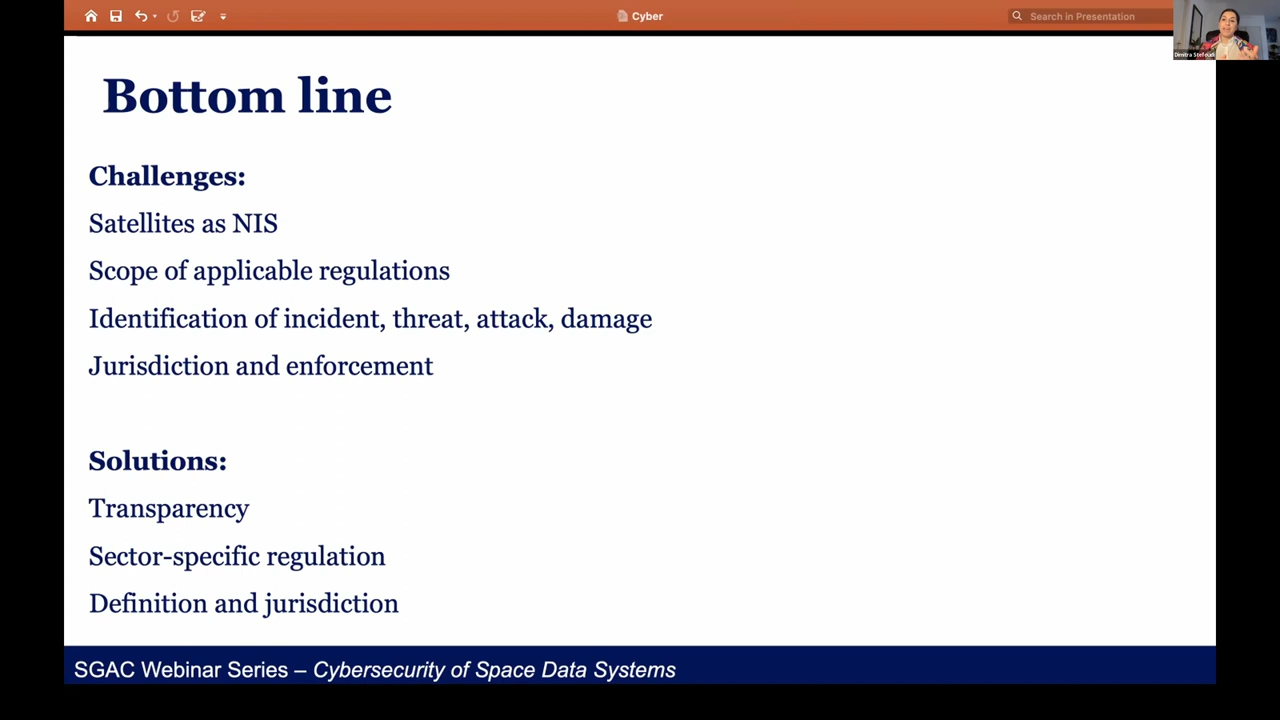 Cyber
Search in Presentation
Dimitra Stefoudi
Bottom line
Challenges:
Satellites as NIS
Scope of applicable regulations
Identification of incident, threat, attack, damage
Jurisdiction and enforcement
Solutions:
Transparency
Sector-specific regulation
Definition and jurisdiction
SGAC Webinar Series – Cybersecurity of Space Data Systems